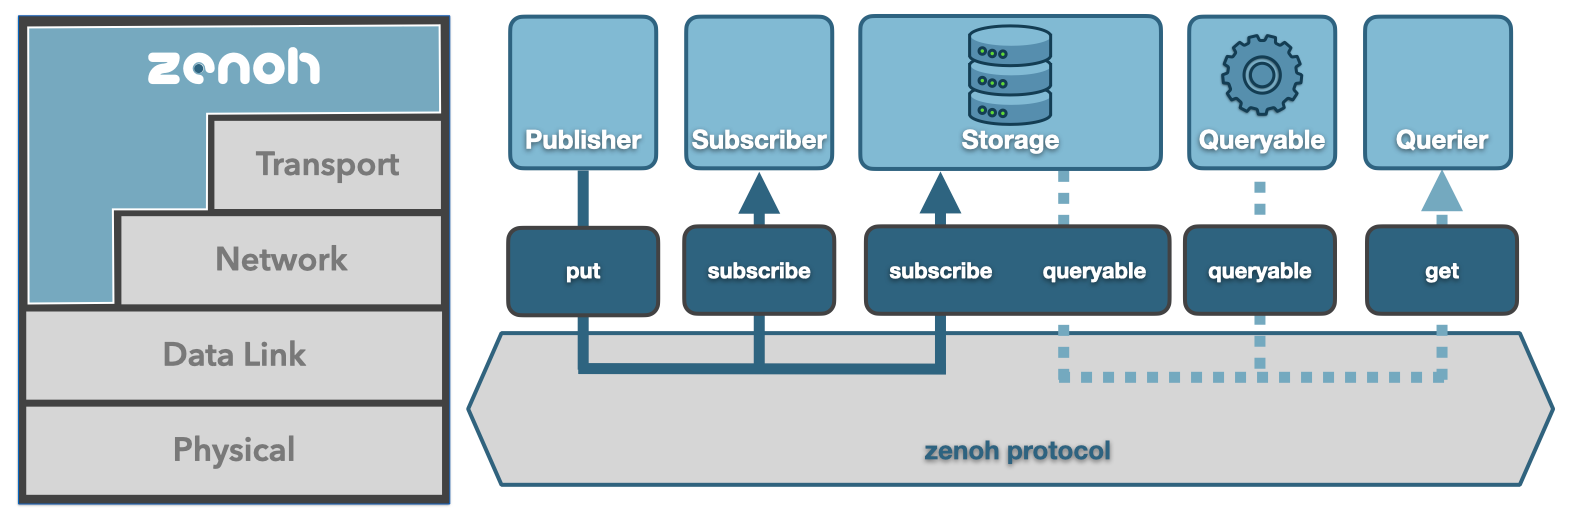 zenoh
Transport
Network
Data Link
Physical
Publisher
Subscriber
Storage
Queryable
Querier
put
subscribe
subscribe
queryable
queryable
get
zenoh protocol